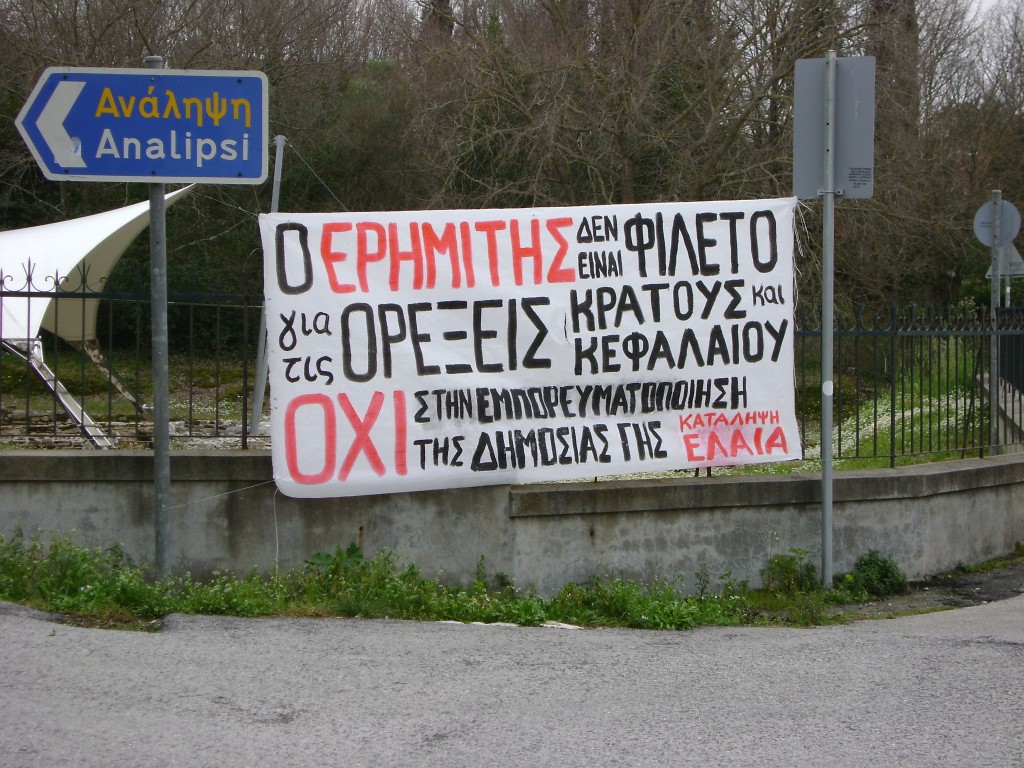 Ανάληψη
Analipsi
Ο ΕΡΗΜΙΤΗΣ ΔΕΝ ΕΙΝΑΙ ΦΙΛΕΤΟ
για τις ΟΡΕΞΕΙΣ ΚΡΑΤΟΥΣ και ΚΕΦΑΛΑΙΟΥ
ΟΧΙ ΣΤΗΝ ΕΜΠΟΡΕΥΜΑΤΟΠΟΙΗΣΗ
ΤΗΣ ΔΗΜΟΣΙΑΣ ΓΗΣ
ΚΑΤΑΛΗΨΗ
ΕΛΑΙΑ